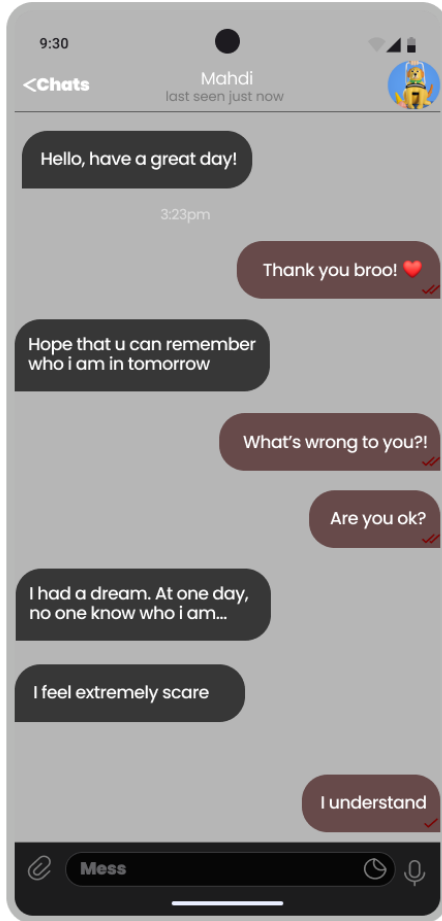 9:30
<Chats
Mahdi
last seen just now
Hello, have a great day!
3:23pm
Thank you broo! ❤️
Hope that u can remember
who i am in tomorrow
What's wrong to you?!
Are you ok?
I had a dream. At one day,
no one know who i am...
I feel extremely scare
I understand
Mess